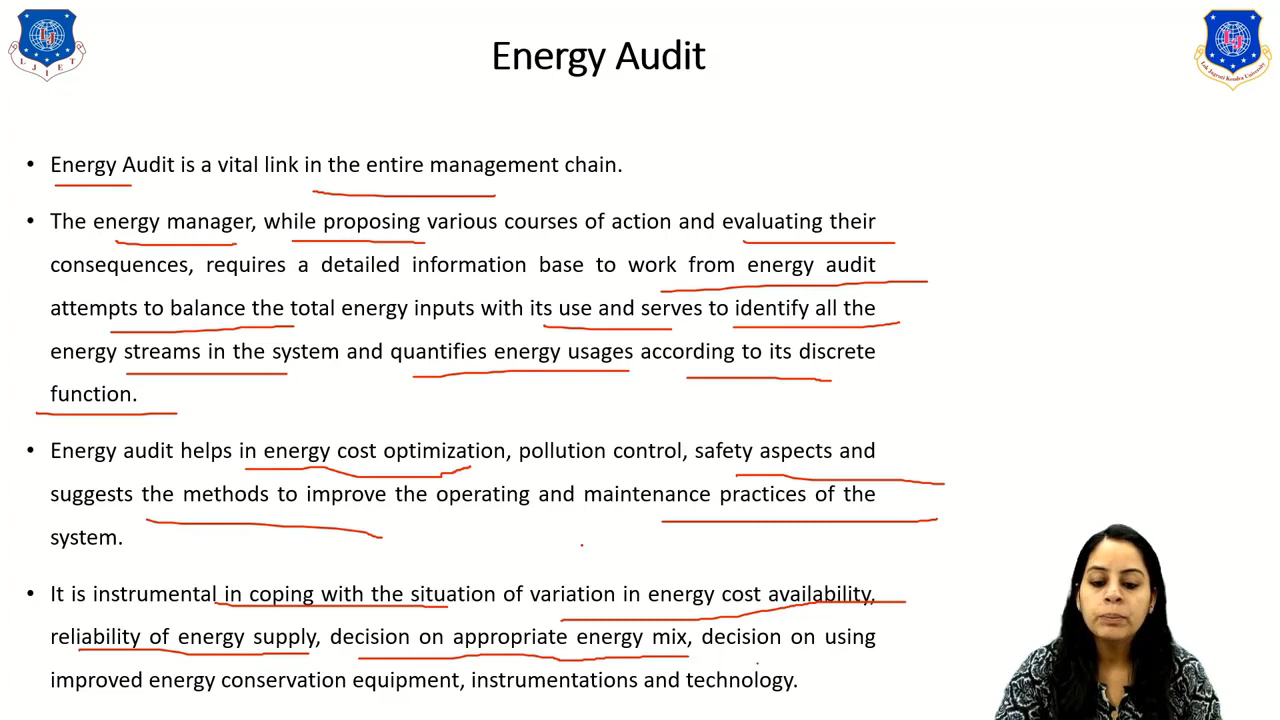 Energy Audit
LJIET
Lok Jagruti Kendra University
• Energy Audit is a vital link in the entire management chain.
• The energy manager, while proposing various courses of action and evaluating their
consequences, requires a detailed information base to work from energy audit
attempts to balance the total energy inputs with its use and serves to identify all the
energy streams in the system and quantifies energy usages according to its discrete
function.
• Energy audit helps in energy cost optimization, pollution control, safety aspects and
suggests the methods to improve the operating and maintenance practices of the
system.
• It is instrumental in coping with the situation of variation in energy cost availability,
reliability of energy supply, decision on appropriate energy mix, decision on using
improved energy conservation equipment, instrumentations and technology.